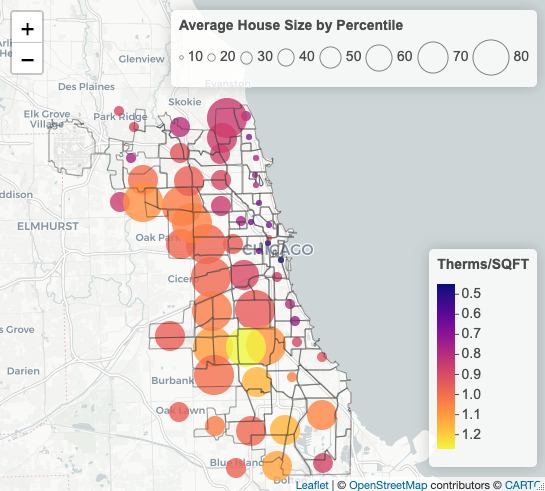 +
−
Average House Size by Percentile
10 20 30 40 50 60 70 80
Glenview
Evanston
Des Plaines
Skokie
Elk Grove
Village
Park Ridge
ddison
ELMHURST
Oak Park
CHICAGO
Cicero
Therms/SQFT
0.5
0.6
0.7
0.8
0.9
1.0
1.1
1.2
s Grove
Darien
Burbank
Oak Lawn
Blue Island
Dol
Leaflet | © OpenStreetMap contributors © CARTO